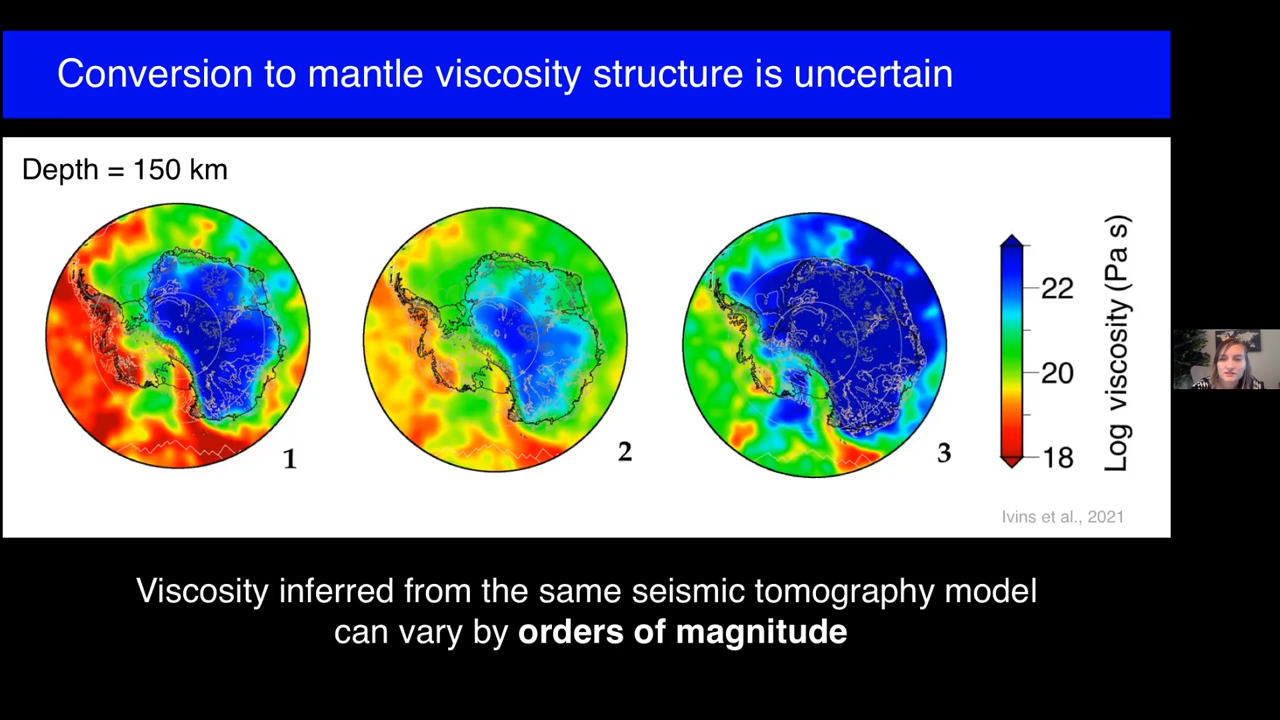 Conversion to mantle viscosity structure is uncertain
Depth = 150 km
1
2
3
22
20
18
Log viscosity (Pa s)
Ivins et al., 2021
Viscosity inferred from the same seismic tomography model
can vary by orders of magnitude